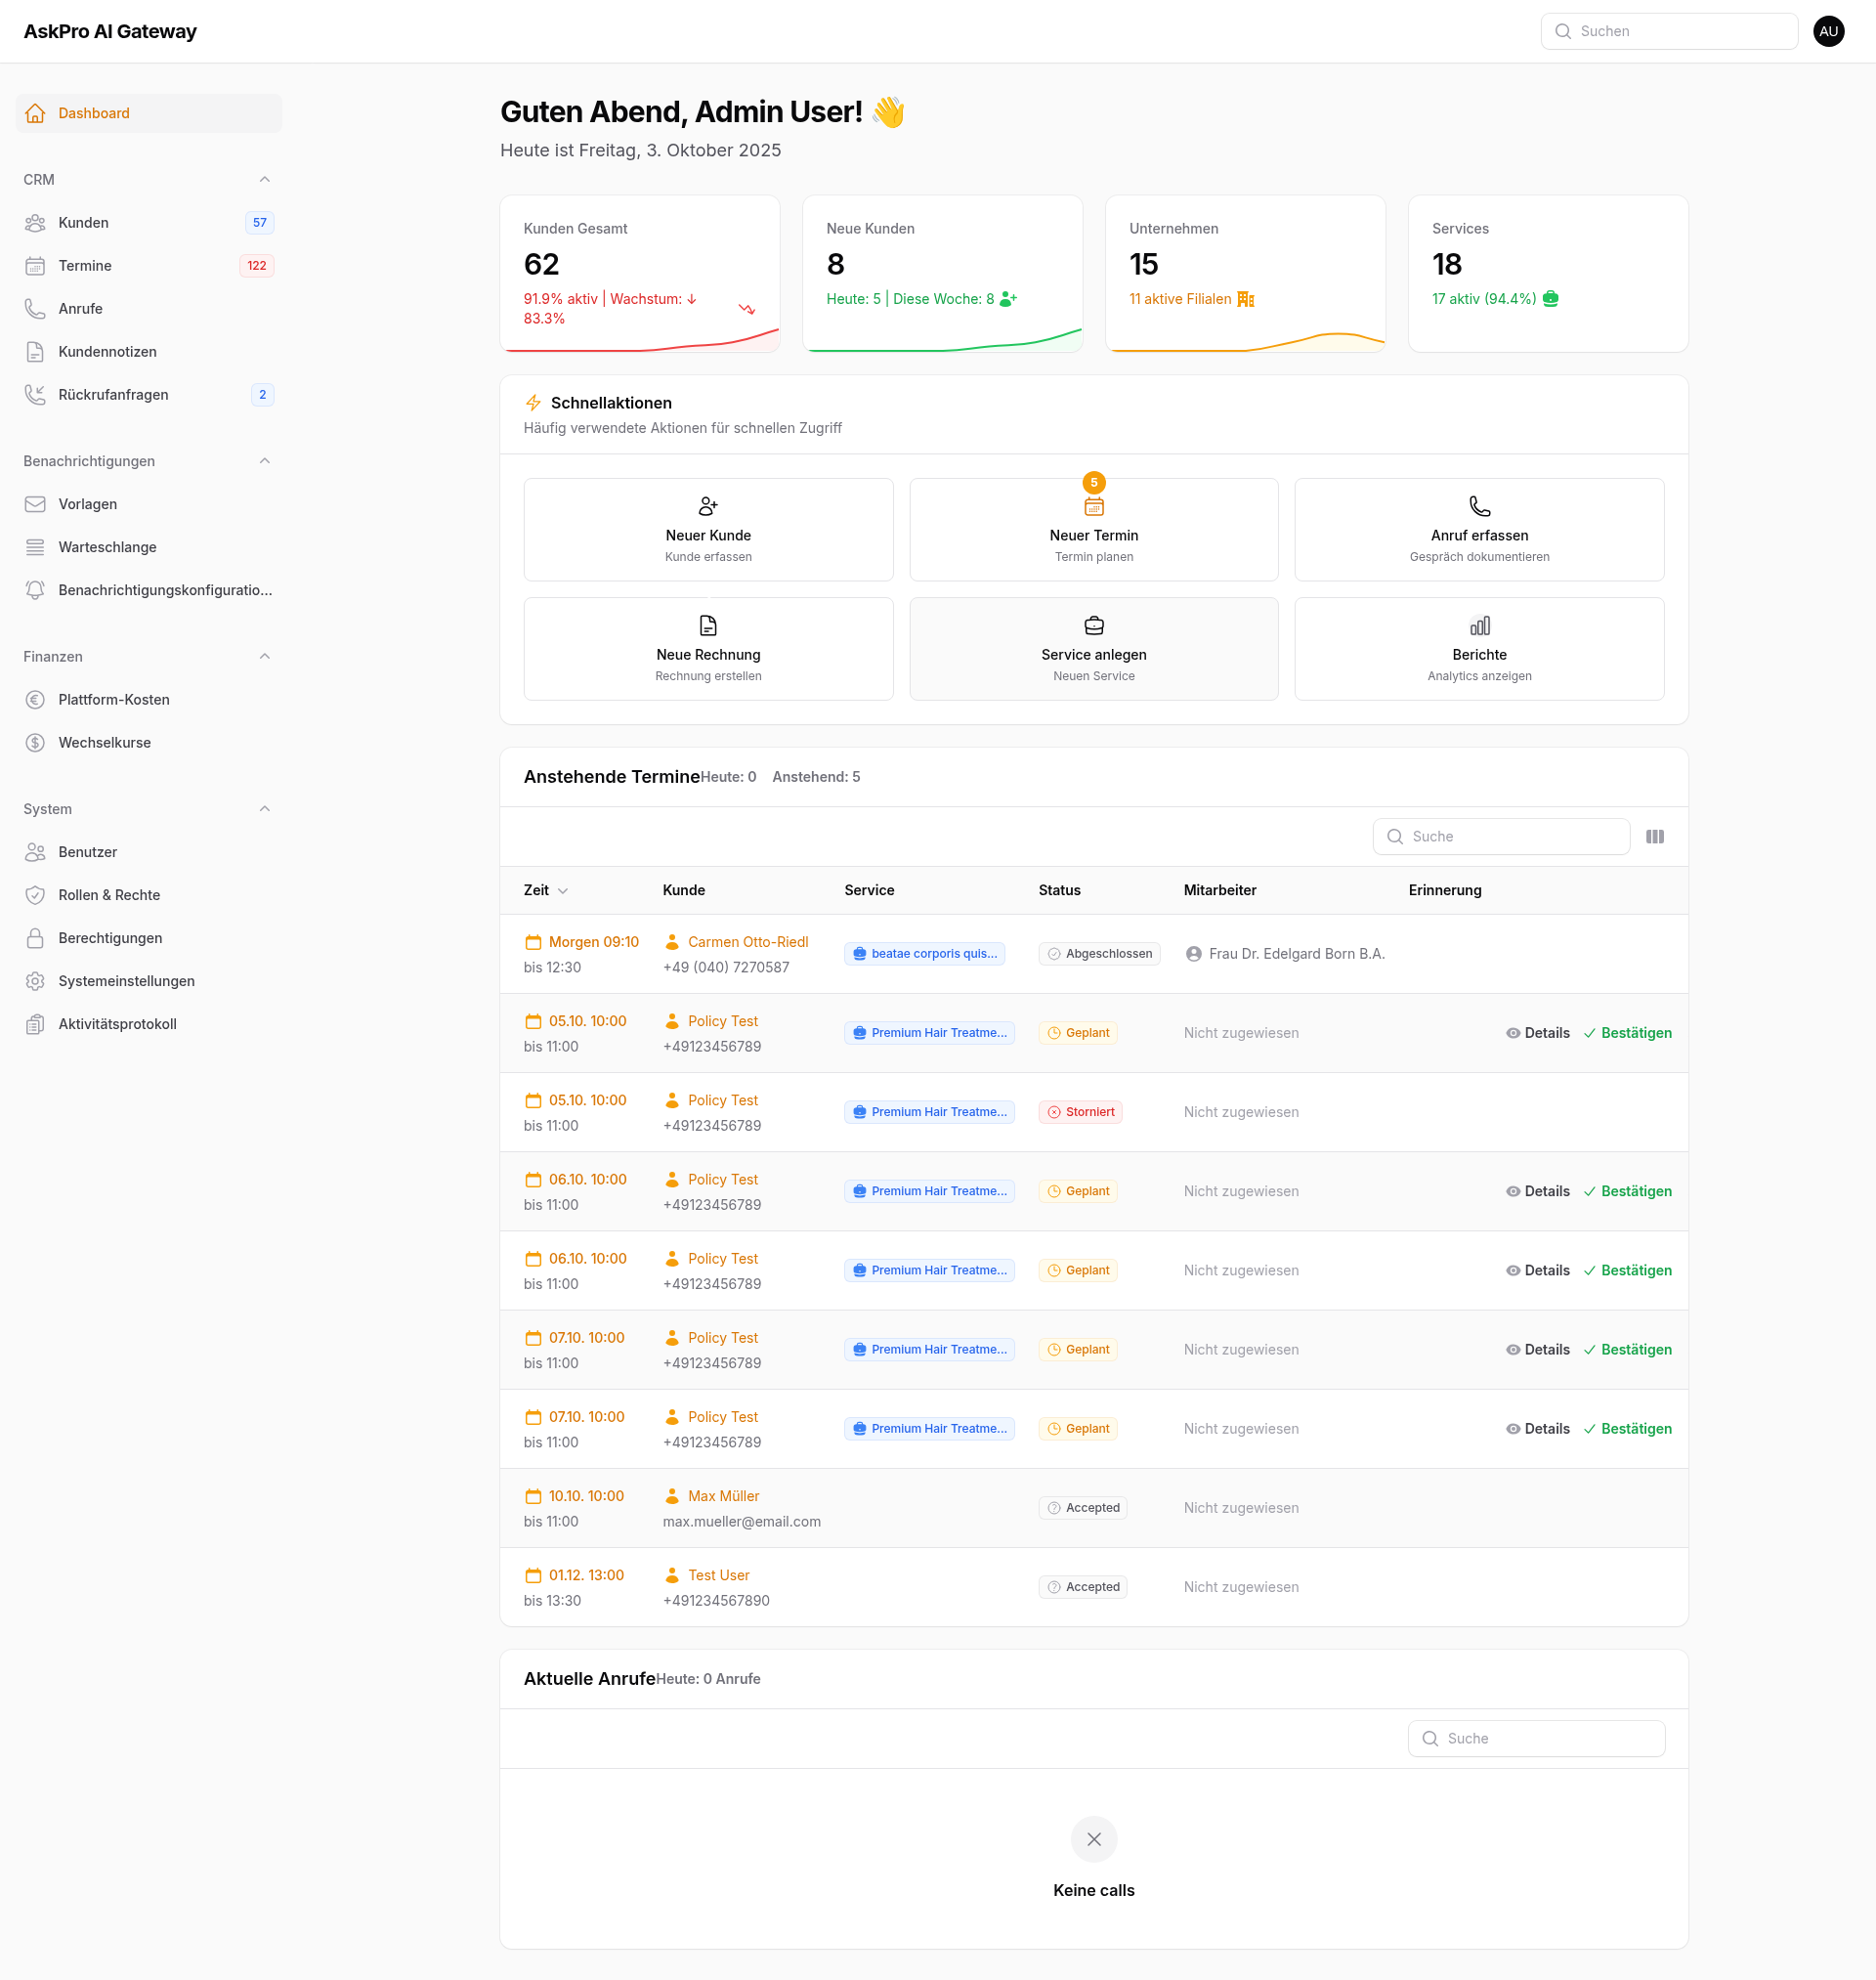 AskPro AI Gateway
Suchen
AU
Dashboard
CRM
Kunden
57
Termine
122
Anrufe
Kundennotizen
Rückrufanfragen
2
Benachrichtigungen
Vorlagen
Warteschlange
Benachrichtigungskonfiguratio...
Finanzen
Plattform-Kosten
Wechselkurse
System
Benutzer
Rollen & Rechte
Berechtigungen
Systemeinstellungen
Aktivitätsprotokoll
Guten Abend, Admin User! 👋
Heute ist Freitag, 3. Oktober 2025
Kunden Gesamt
62
91.9% aktiv | Wachstum: ↓
83.3%
Neue Kunden
8
Heute: 5 | Diese Woche: 8
Unternehmen
15
11 aktive Filialen
Services
18
17 aktiv (94.4%)
Schnellaktionen
Häufig verwendete Aktionen für schnellen Zugriff
Neuer Kunde
Kunde erfassen
5
Neuer Termin
Termin planen
Anruf erfassen
Gespräch dokumentieren
Neue Rechnung
Rechnung erstellen
Service anlegen
Neuen Service
Berichte
Analytics anzeigen
Anstehende Termine Heute: 0 Anstehend: 5
Suche
Zeit Kunde Service Status Mitarbeiter Erinnerung
Morgen 09:10 Carmen Otto-Riedl
bis 12:30 +49 (040) 7270587
beatae corporis quis... Abgeschlossen Frau Dr. Edelgard Born B.A.
05.10. 10:00 Policy Test
bis 11:00 +49123456789
Premium Hair Treatme... Geplant Nicht zugewiesen Details Bestätigen
05.10. 10:00 Policy Test
bis 11:00 +49123456789
Premium Hair Treatme... Storniert Nicht zugewiesen
06.10. 10:00 Policy Test
bis 11:00 +49123456789
Premium Hair Treatme... Geplant Nicht zugewiesen Details Bestätigen
06.10. 10:00 Policy Test
bis 11:00 +49123456789
Premium Hair Treatme... Geplant Nicht zugewiesen Details Bestätigen
07.10. 10:00 Policy Test
bis 11:00 +49123456789
Premium Hair Treatme... Geplant Nicht zugewiesen Details Bestätigen
07.10. 10:00 Policy Test
bis 11:00 +49123456789
Premium Hair Treatme... Geplant Nicht zugewiesen Details Bestätigen
10.10. 10:00 Max Müller
bis 11:00 max.mueller@email.com
Accepted Nicht zugewiesen
01.12. 13:00 Test User
bis 13:30 +491234567890
Accepted Nicht zugewiesen
Aktuelle Anrufe Heute: 0 Anrufe
Suche
Keine calls